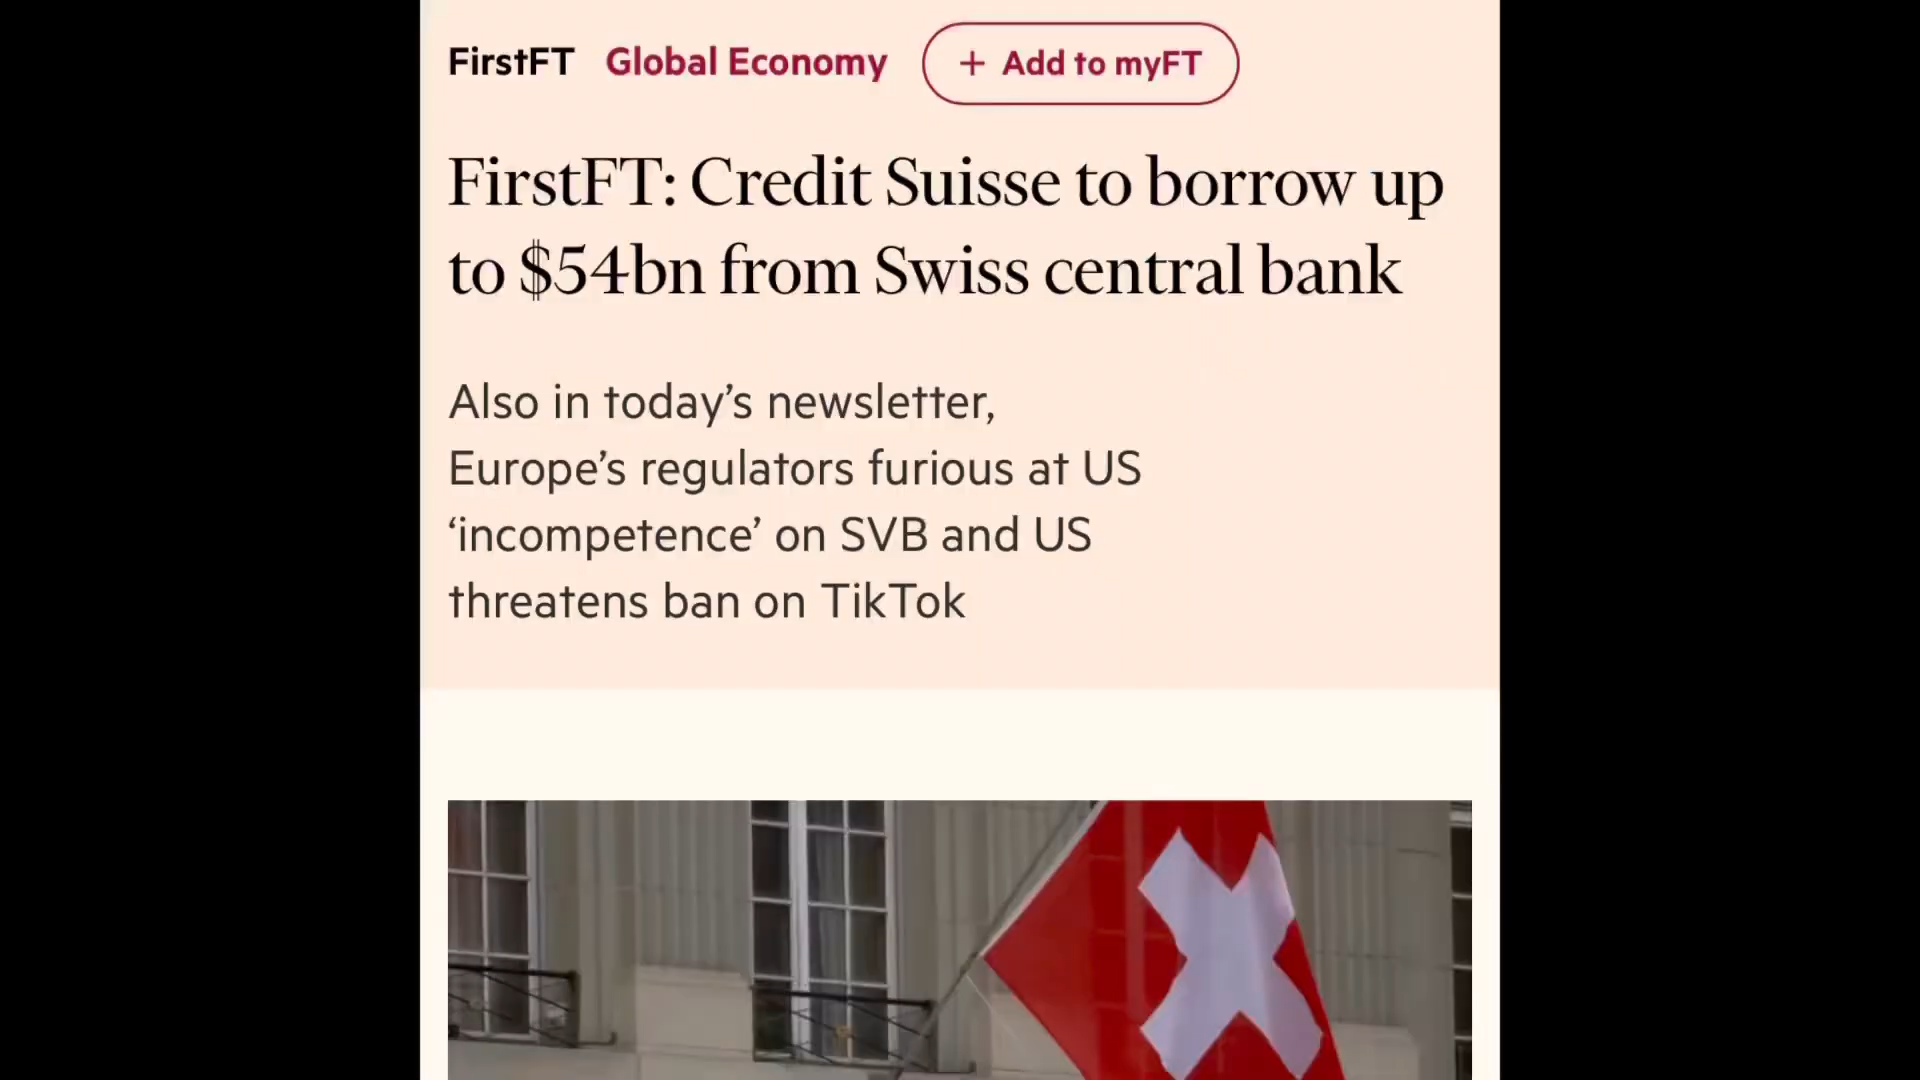 FirstFT Global Economy + Add to myFT
FirstFT: Credit Suisse to borrow up
to $54bn from Swiss central bank
Also in today’s newsletter,
Europe’s regulators furious at US
‘incompetence’ on SVB and US
threatens ban on TikTok